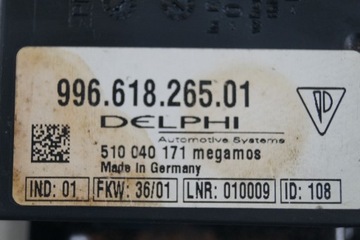 996.618.265.01
DELPHI
Automotive Systems
510 040 171 megamos
Made in Germany
IND: 01 FKW: 36/01 LNR: 010009 ID: 108